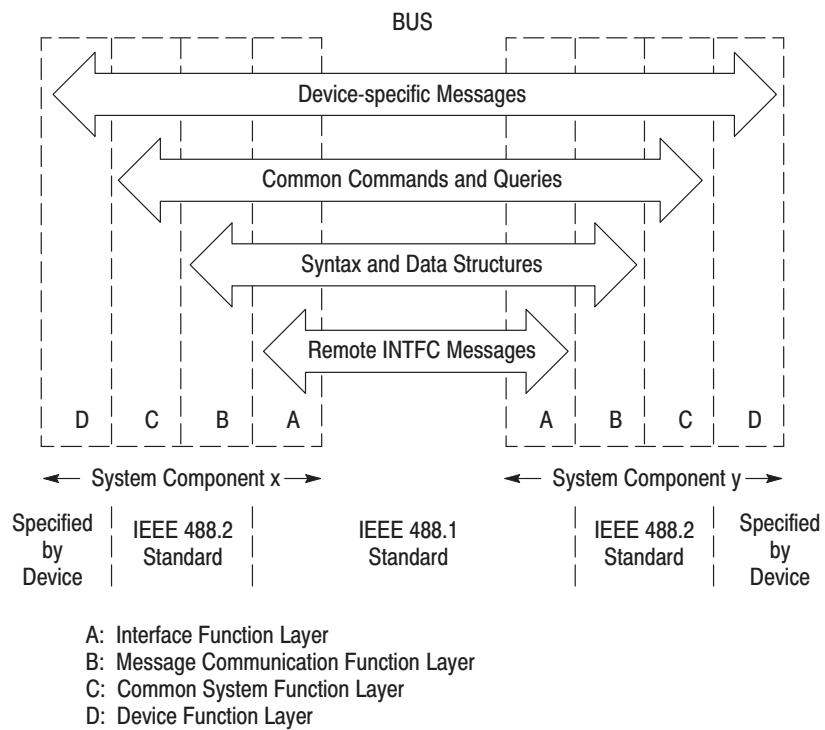 BUS
Device-specific Messages
Common Commands and Queries
Syntax and Data Structures
Remote INTFC Messages
D C B A A B C D
System Component x System Component y
Specified by Device
IEEE 488.2 Standard
IEEE 488.1 Standard
IEEE 488.2 Standard
Specified by Device
A: Interface Function Layer
B: Message Communication Function Layer
C: Common System Function Layer
D: Device Function Layer